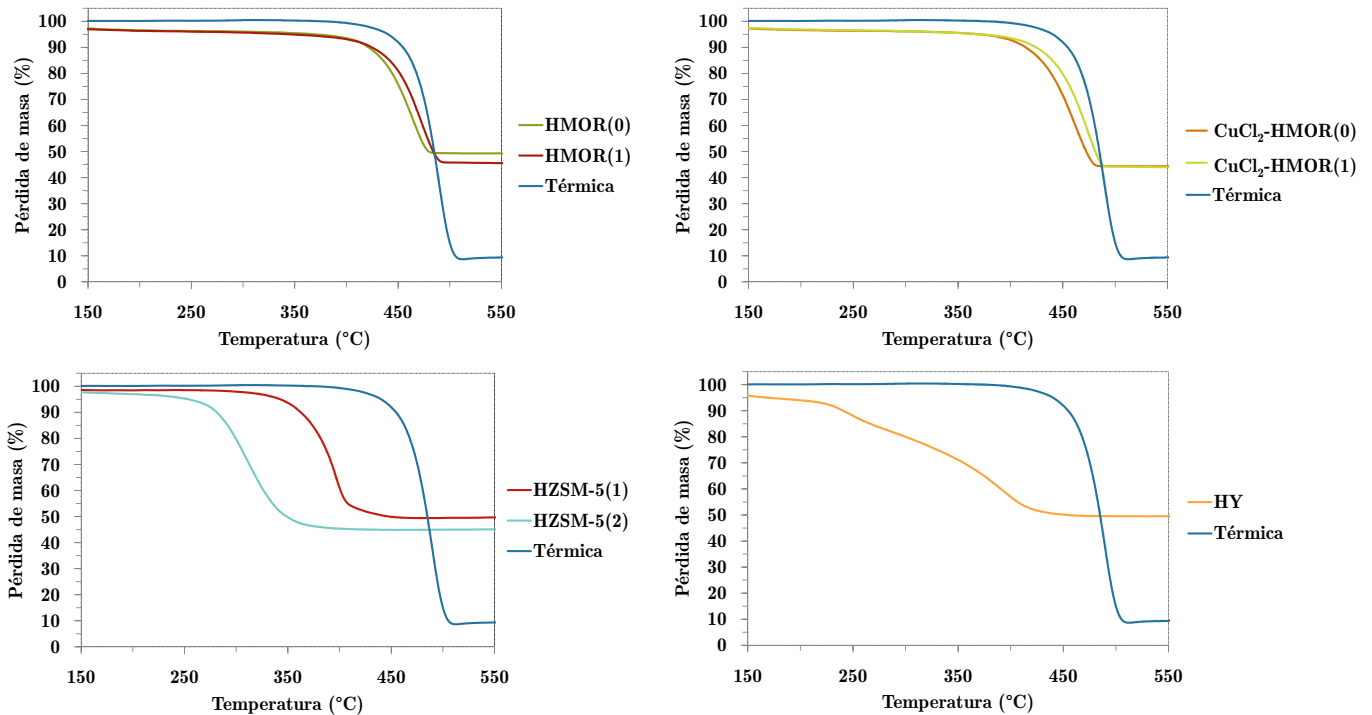 100
90
80
70
60
50
40
30
20
10
0
Pérdida de masa (%)
150 250 350 450 550
Temperatura (°C)
HMOR(0)
HMOR(1)
Térmica
100
90
80
70
60
50
40
30
20
10
0
Pérdida de masa (%)
150 250 350 450 550
Temperatura (°C)
CuCl₂-HMOR(0)
CuCl₂-HMOR(1)
Térmica
100
90
80
70
60
50
40
30
20
10
0
Pérdida de masa (%)
150 250 350 450 550
Temperatura (°C)
HZSM-5(1)
HZSM-5(2)
Térmica
100
90
80
70
60
50
40
30
20
10
0
Pérdida de masa (%)
150 250 350 450 550
Temperatura (°C)
HY
Térmica